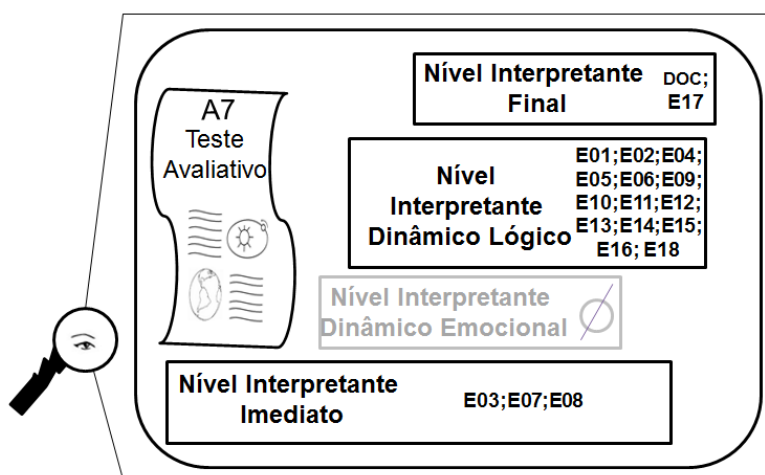 A7
Teste
Avaliativo
Nível Interpretante
Final
DOC;
E17
Nível
Interpretante
Dinâmico Lógico
E01;E02;E04;
E05;E06;E09;
E10;E11;E12;
E13;E14;E15;
E16; E18
Nível Interpretante
Dinâmico Emocional
Nível Interpretante
Imediato
E03;E07;E08